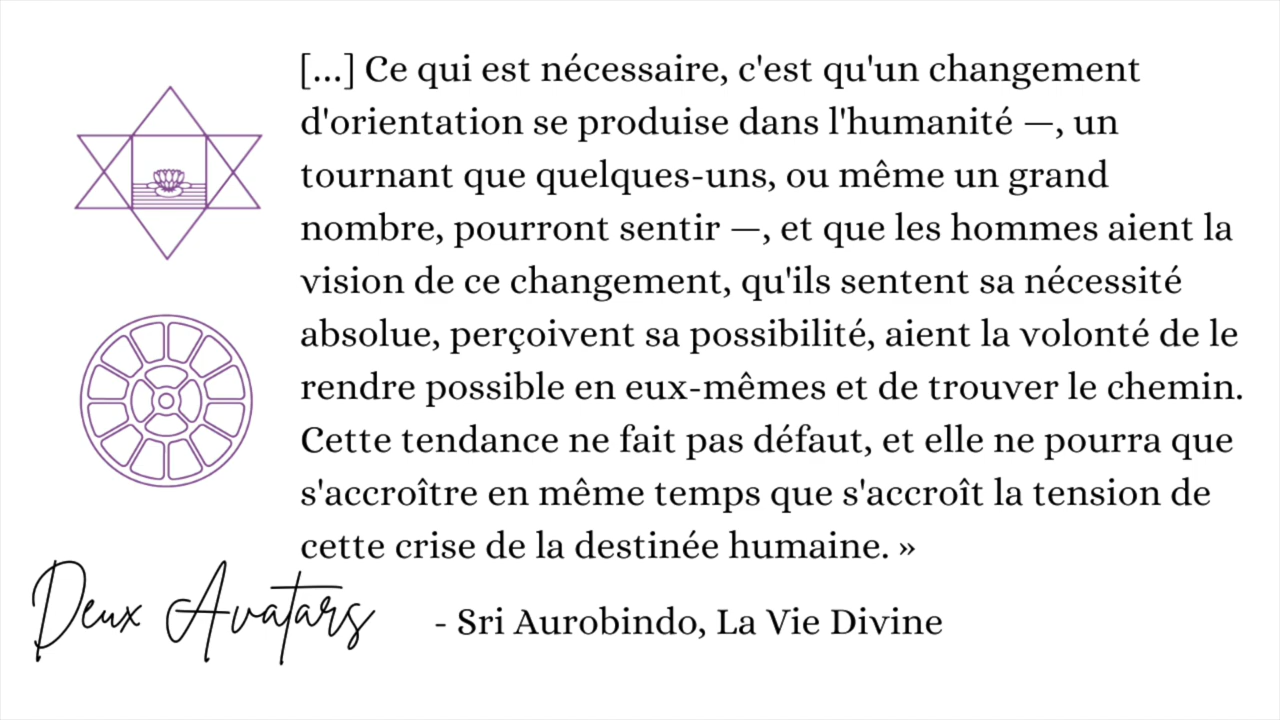 [...] Ce qui est nécessaire, c'est qu'un changement
d'orientation se produise dans l'humanité —, un
tournant que quelques-uns, ou même un grand
nombre, pourront sentir —, et que les hommes aient la
vision de ce changement, qu'ils sentent sa nécessité
absolue, perçoivent sa possibilité, aient la volonté de le
rendre possible en eux-mêmes et de trouver le chemin.
Cette tendance ne fait pas défaut, et elle ne pourra que
s'accroître en même temps que s'accroît la tension de
cette crise de la destinée humaine. »
Deux Avatars
- Sri Aurobindo, La Vie Divine